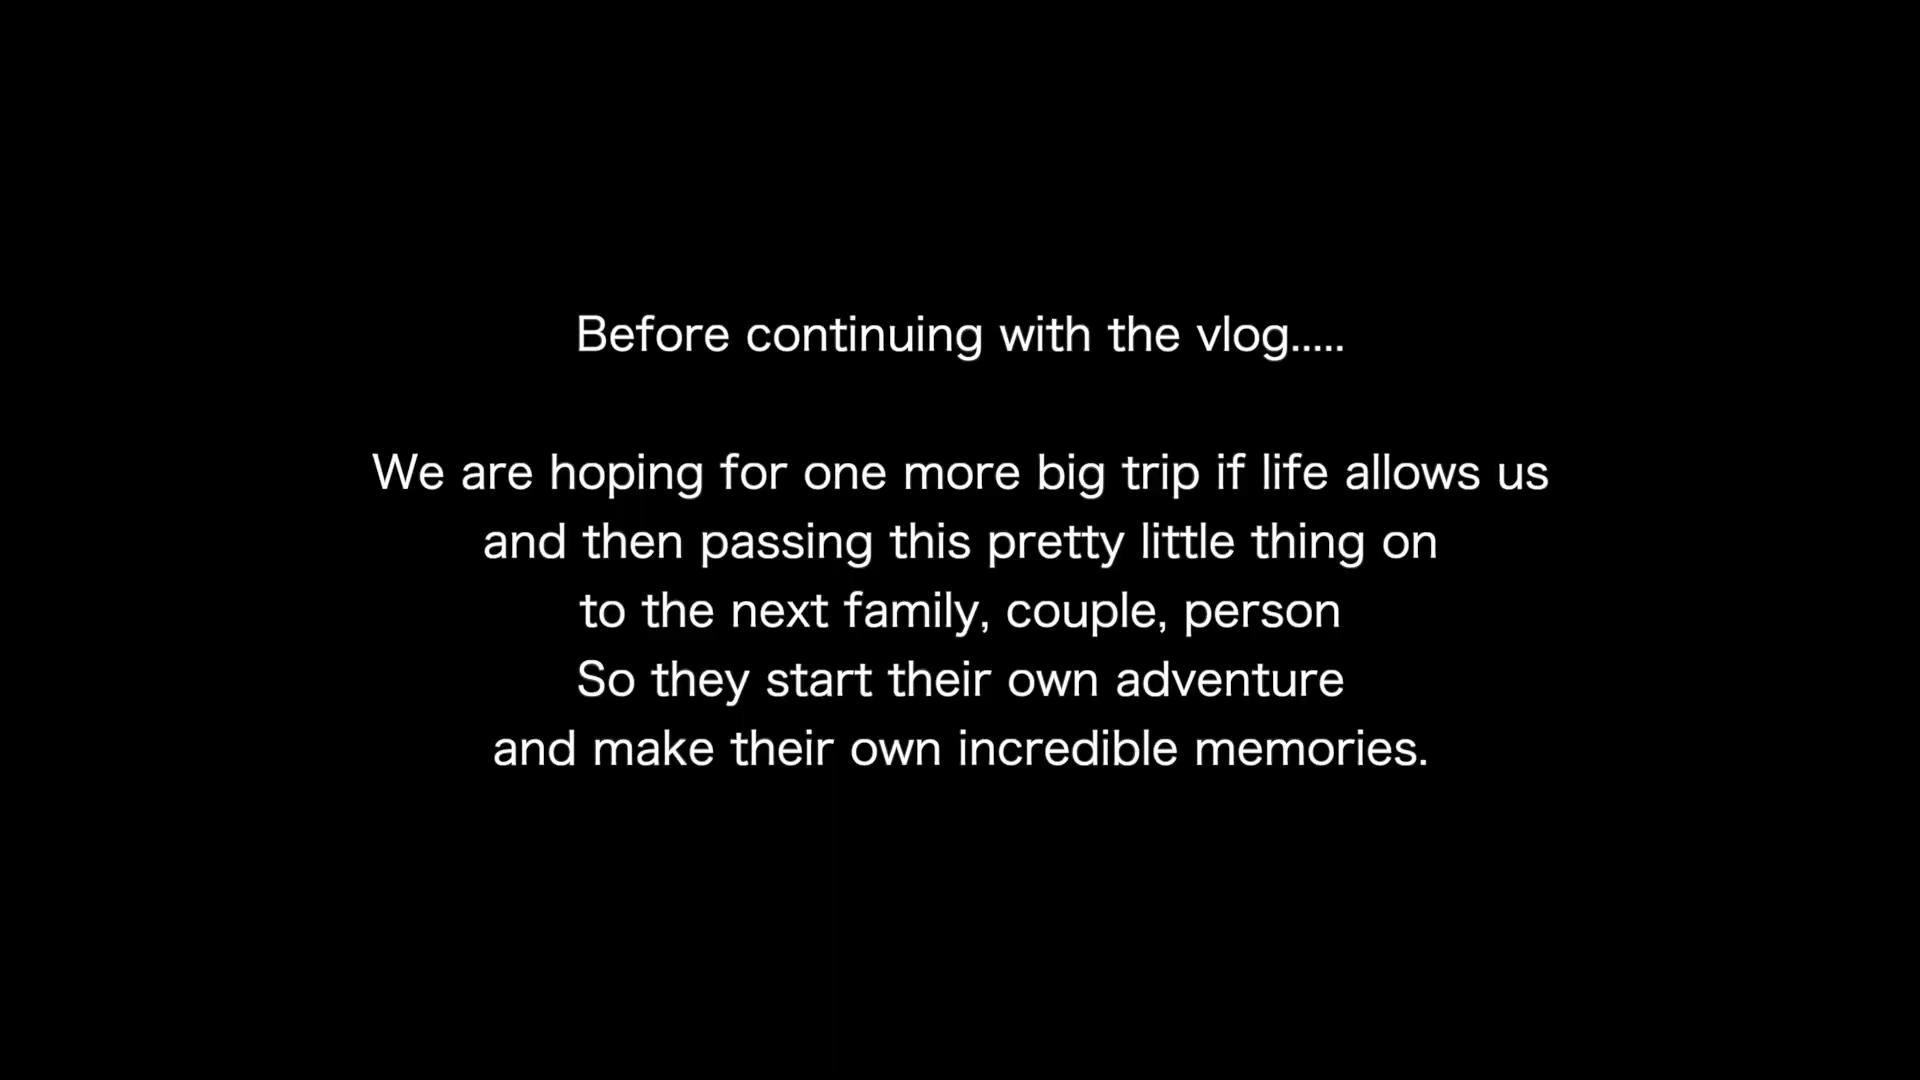 Before continuing with the vlog.....
We are hoping for one more big trip if life allows us
and then passing this pretty little thing on
to the next family, couple, person
So they start their own adventure
and make their own incredible memories.